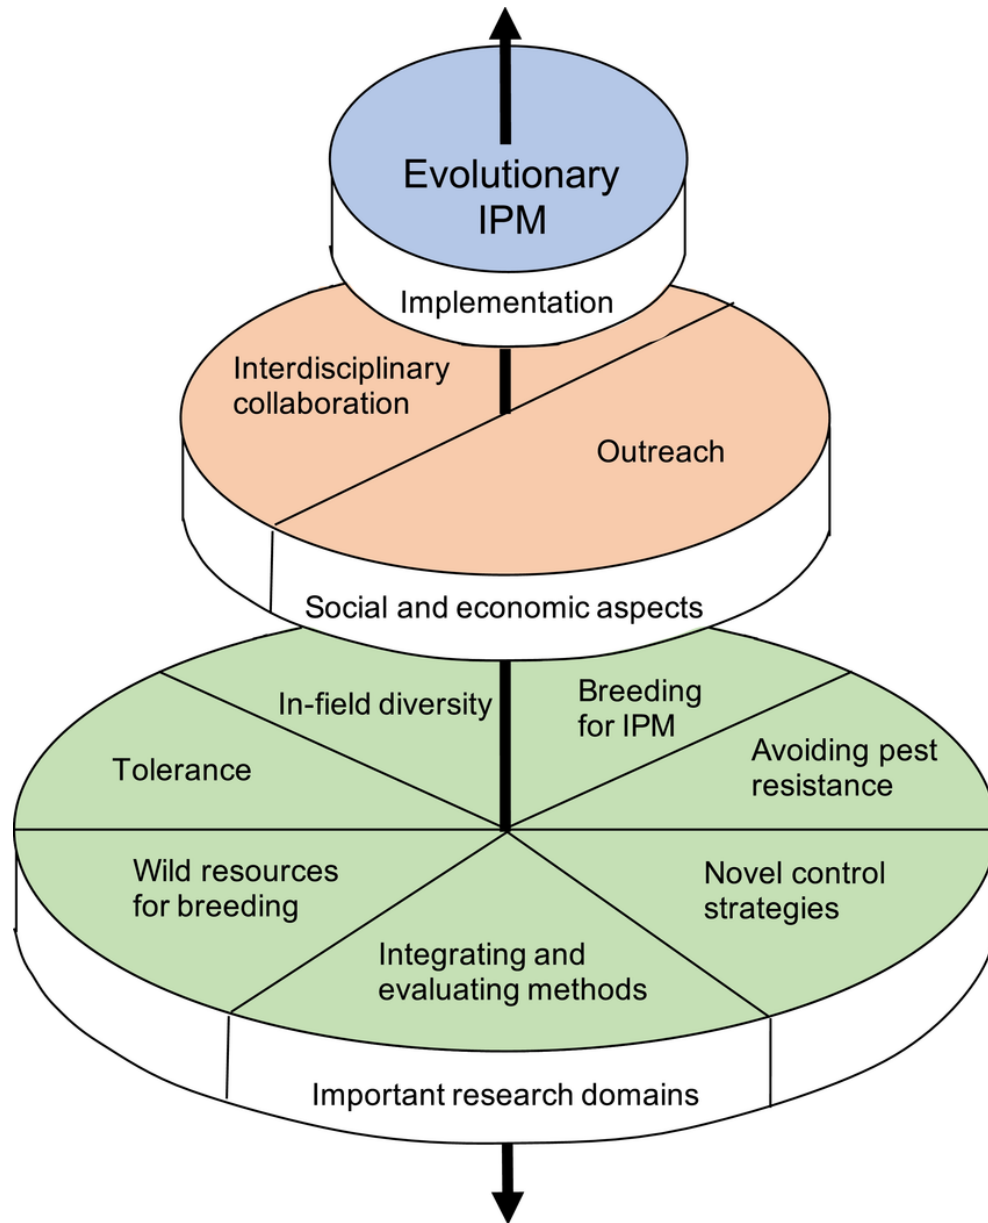 Evolutionary
IPM
Implementation
Interdisciplinary
collaboration
Outreach
Social and economic aspects
In-field diversity
Breeding
for IPM
Tolerance
Avoiding pest
resistance
Wild resources
for breeding
Novel control
strategies
Integrating and
evaluating methods
Important research domains